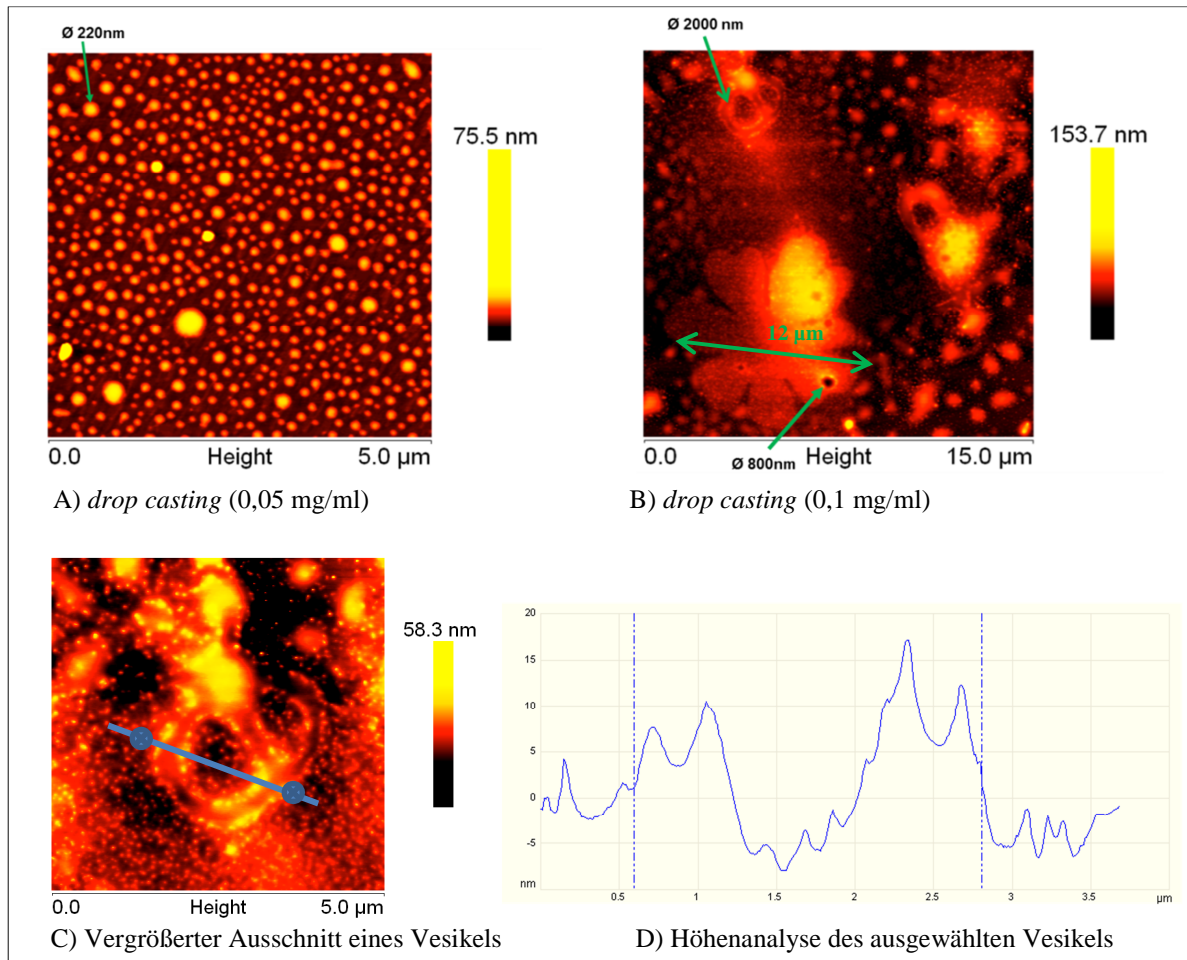 Ø 220nm
75.5 nm
0.0 Height 5.0 µm
A) drop casting (0,05 mg/ml)
Ø 2000 nm
153.7 nm
12 µm
Ø 800nm
0.0 Height 15.0 µm
B) drop casting (0,1 mg/ml)
58.3 nm
0.0 Height 5.0 µm
C) Vergrößerter Ausschnitt eines Vesikels
20
15
10
5
0
-5
nm
0.5 1 1.5 2 2.5 3 3.5 µm
D) Höhenanalyse des ausgewählten Vesikels